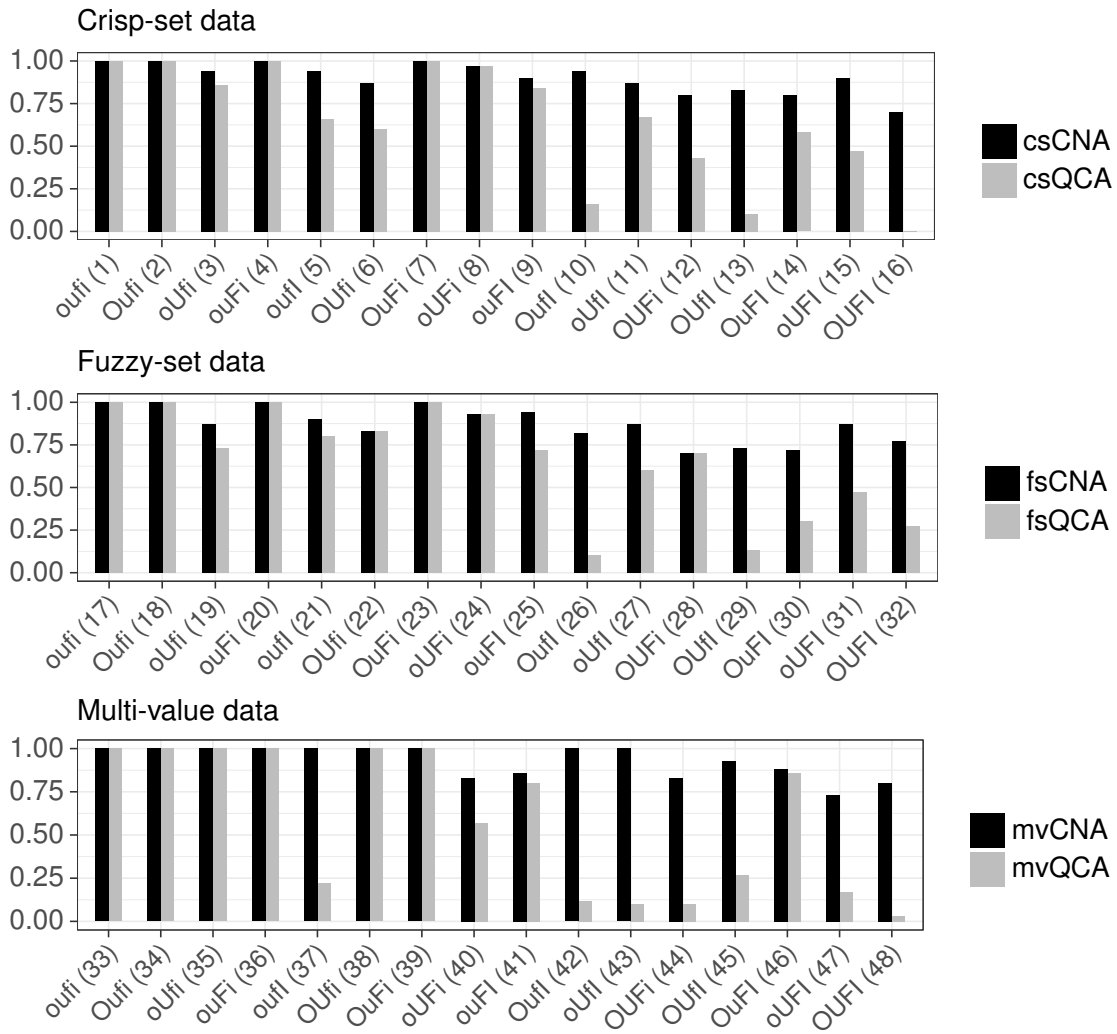 Crisp-set data
1.00
0.75
0.50
0.25
0.00
oufi (1)
Oufi (2)
oUfi (3)
ouFi (4)
oufI (5)
OUfi (6)
OuFi (7)
oUFi (8)
ouFI (9)
OufI (10)
oUfI (11)
OUFi (12)
OUfI (13)
OuFI (14)
oUFI (15)
OUFI (16)
csCNA
csQCA
Fuzzy-set data
1.00
0.75
0.50
0.25
0.00
oufi (17)
Oufi (18)
oUfi (19)
ouFi (20)
oufI (21)
OUfi (22)
OuFi (23)
oUFi (24)
ouFI (25)
OufI (26)
oUfI (27)
OUFi (28)
OUfI (29)
OuFI (30)
oUFI (31)
OUFI (32)
fsCNA
fsQCA
Multi-value data
1.00
0.75
0.50
0.25
0.00
oufi (33)
Oufi (34)
oUfi (35)
ouFi (36)
oufI (37)
OUfi (38)
OuFi (39)
oUFi (40)
ouFI (41)
OufI (42)
oUfI (43)
OUFi (44)
OUfI (45)
OuFI (46)
oUFI (47)
OUFI (48)
mvCNA
mvQCA